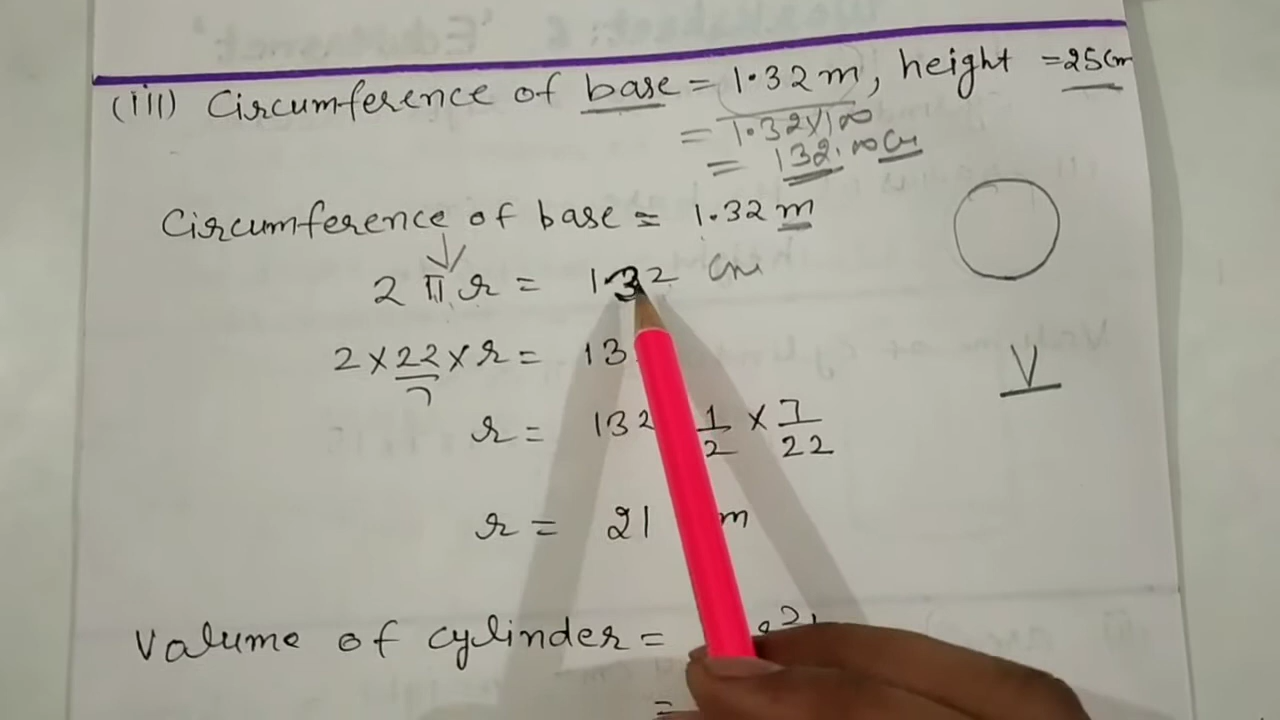 (iii) Circumference of base = 1.32m, height = 25cm
= 1.32×100
= 132.00cm
Circumference of base = 1.32 m
2 π r = 132 cm
2 × 22/7 × r = 13
r = 132 1/2 × 7/22
r = 21 m
V
Volume of cylinder =
=